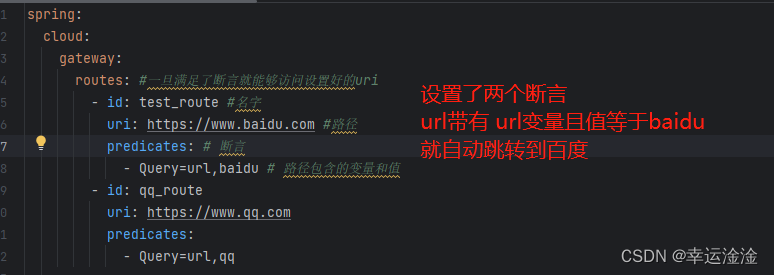 1 spring:
2 cloud:
3 gateway:
4 routes: #一旦满足了断言就能够访问设置好的uri
5 - id: test_route #名字
6 uri: https://www.baidu.com #路径
7 predicates: # 断言
8 - Query=url,baidu # 路径包含的变量和值
9 - id: qq_route
0 uri: https://www.qq.com
1 predicates:
2 - Query=url,qq
设置了两个断言
url带有 url变量且值等于baidu
就自动跳转到百度
CSDN @幸运淦淦